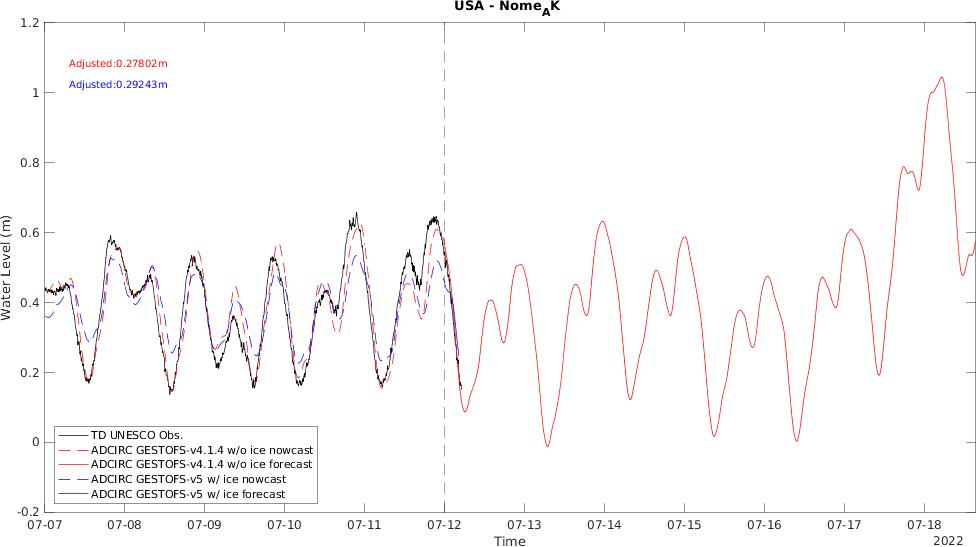 USA - Nome_AK
Adjusted:0.27802m
Adjusted:0.29243m
Water Level (m)
1.2
1
0.8
0.6
0.4
0.2
0
-0.2
TD UNESCO Obs.
ADCIRC GESTOFS-v4.1.4 w/o ice nowcast
ADCIRC GESTOFS-v4.1.4 w/o ice forecast
ADCIRC GESTOFS-v5 w/ ice nowcast
ADCIRC GESTOFS-v5 w/ ice forecast
07-07 07-08 07-09 07-10 07-11 07-12 07-13 07-14 07-15 07-16 07-17 07-18
Time
2022